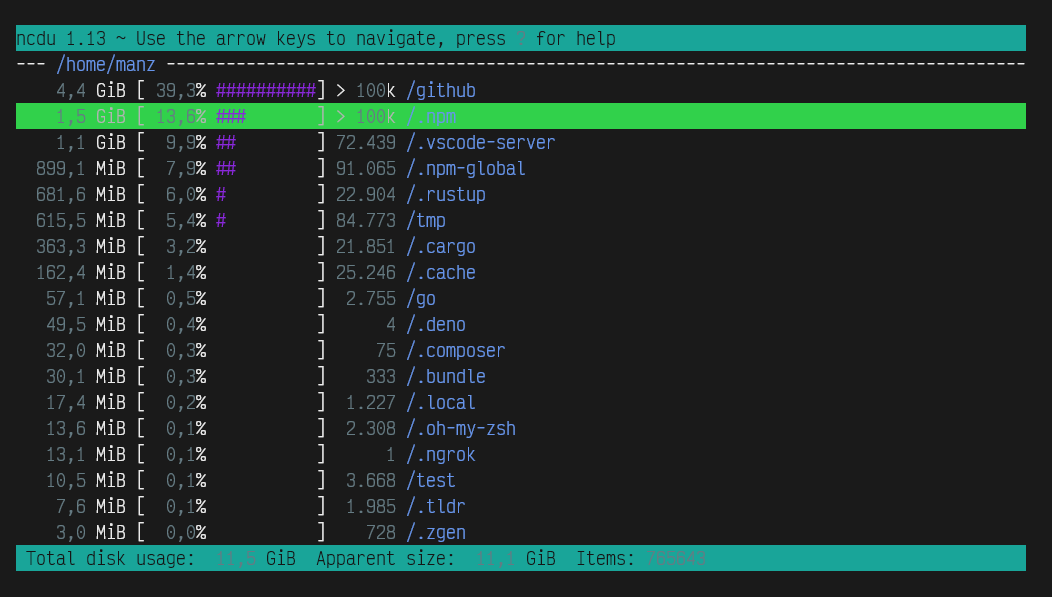 ncdu 1.13 ~ Use the arrow keys to navigate, press ? for help
--- /home/manz --------------------------------------------------------------------------------------
4,4 GiB [ 39,3% ##########] > 100k /github
1,5 GiB [ 13,6% ###       ] > 100k /.npm
1,1 GiB [  9,9% ##        ] 72.439 /.vscode-server
899,1 MiB [  7,9% ##        ] 91.065 /.npm-global
681,6 MiB [  6,0% #         ] 22.904 /.rustup
615,5 MiB [  5,4% #         ] 84.773 /tmp
363,3 MiB [  3,2%           ] 21.851 /.cargo
162,4 MiB [  1,4%           ] 25.246 /.cache
57,1 MiB [  0,5%           ] 2.755 /go
49,5 MiB [  0,4%           ] 4 /.deno
32,0 MiB [  0,3%           ] 75 /.composer
30,1 MiB [  0,3%           ] 333 /.bundle
17,4 MiB [  0,2%           ] 1.227 /.local
13,6 MiB [  0,1%           ] 2.308 /.oh-my-zsh
13,1 MiB [  0,1%           ] 1 /.ngrok
10,5 MiB [  0,1%           ] 3.668 /test
7,6 MiB [  0,1%           ] 1.985 /.tldr
3,0 MiB [  0,0%           ] 728 /.zgen
Total disk usage: 11,5 GiB Apparent size: 11,1 GiB Items: